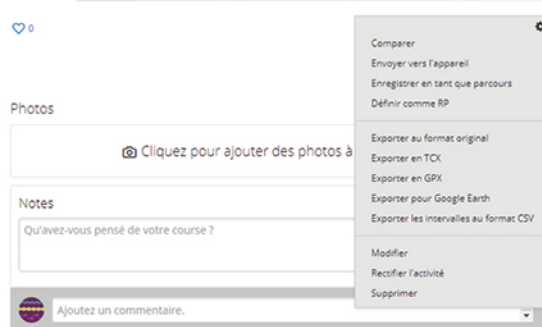 0
Photos
Cliquez pour ajouter des photos à
Notes
Qu'avez-vous pensé de votre course ?
Ajoutez un commentaire.
Comparer
Envoyer vers l'appareil
Enregistrer en tant que parcours
Définir comme RP
Exporter au format original
Exporter en TCX
Exporter en GPX
Exporter pour Google Earth
Exporter les intervalles au format CSV
Modifier
Rectifier l'activité
Supprimer